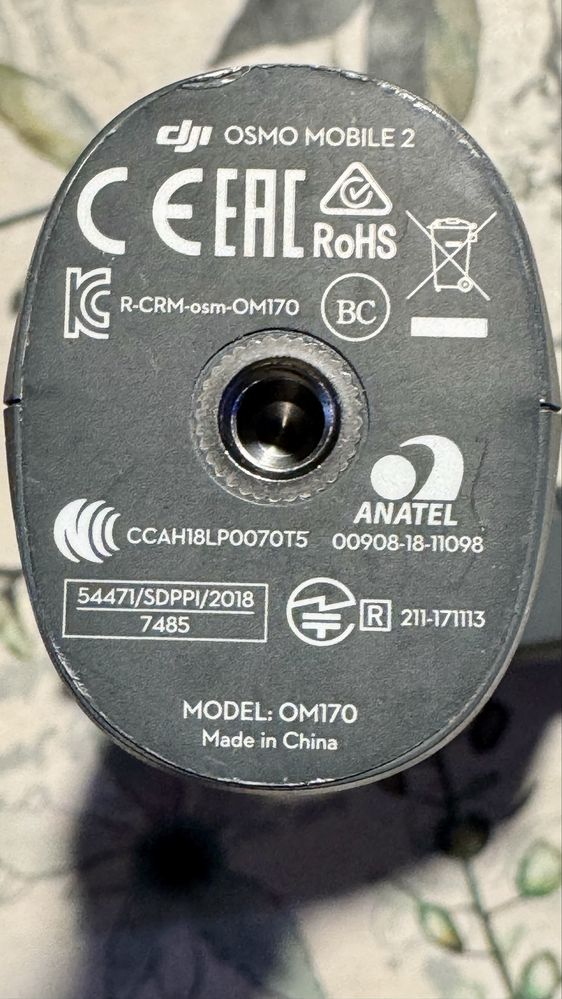 dji OSMO MOBILE 2
CE EAC RoHS
R-CRM-osm-OM170 BC
ANATEL
CCAH18LP0070T5 00908-18-11098
54471/SDPPI/2018
7485
R 211-171113
MODEL: OM170
Made in China